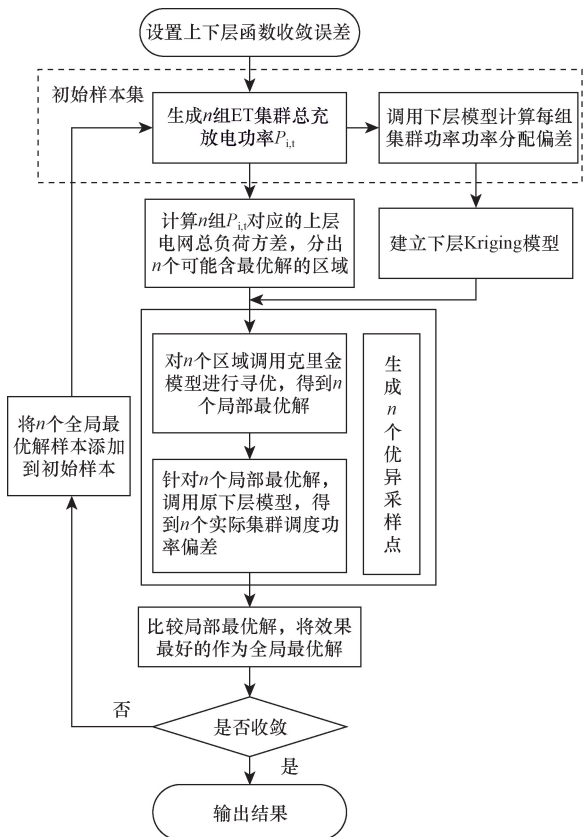 设置上下层函数收敛误差
初始样本集
生成n组ET集群总充
放电功率P_{i,t}
调用下层模型计算每组
集群功率功率分配偏差
计算n组P_{i,t}对应的上层
电网总负荷方差，分出
n个可能含最优解的区域
建立下层Kriging模型
对n个区域调用克里金
模型进行寻优，得到n
个局部最优解
针对n个局部最优解，
调用原下层模型，得
到n个实际集群调度功
率偏差
生
成
n
个
优
异
采
样
点
将n个全局最
优解样本添加
到初始样本
比较局部最优解，将效果
最好的作为全局最优解
否
是否收敛
是
输出结果